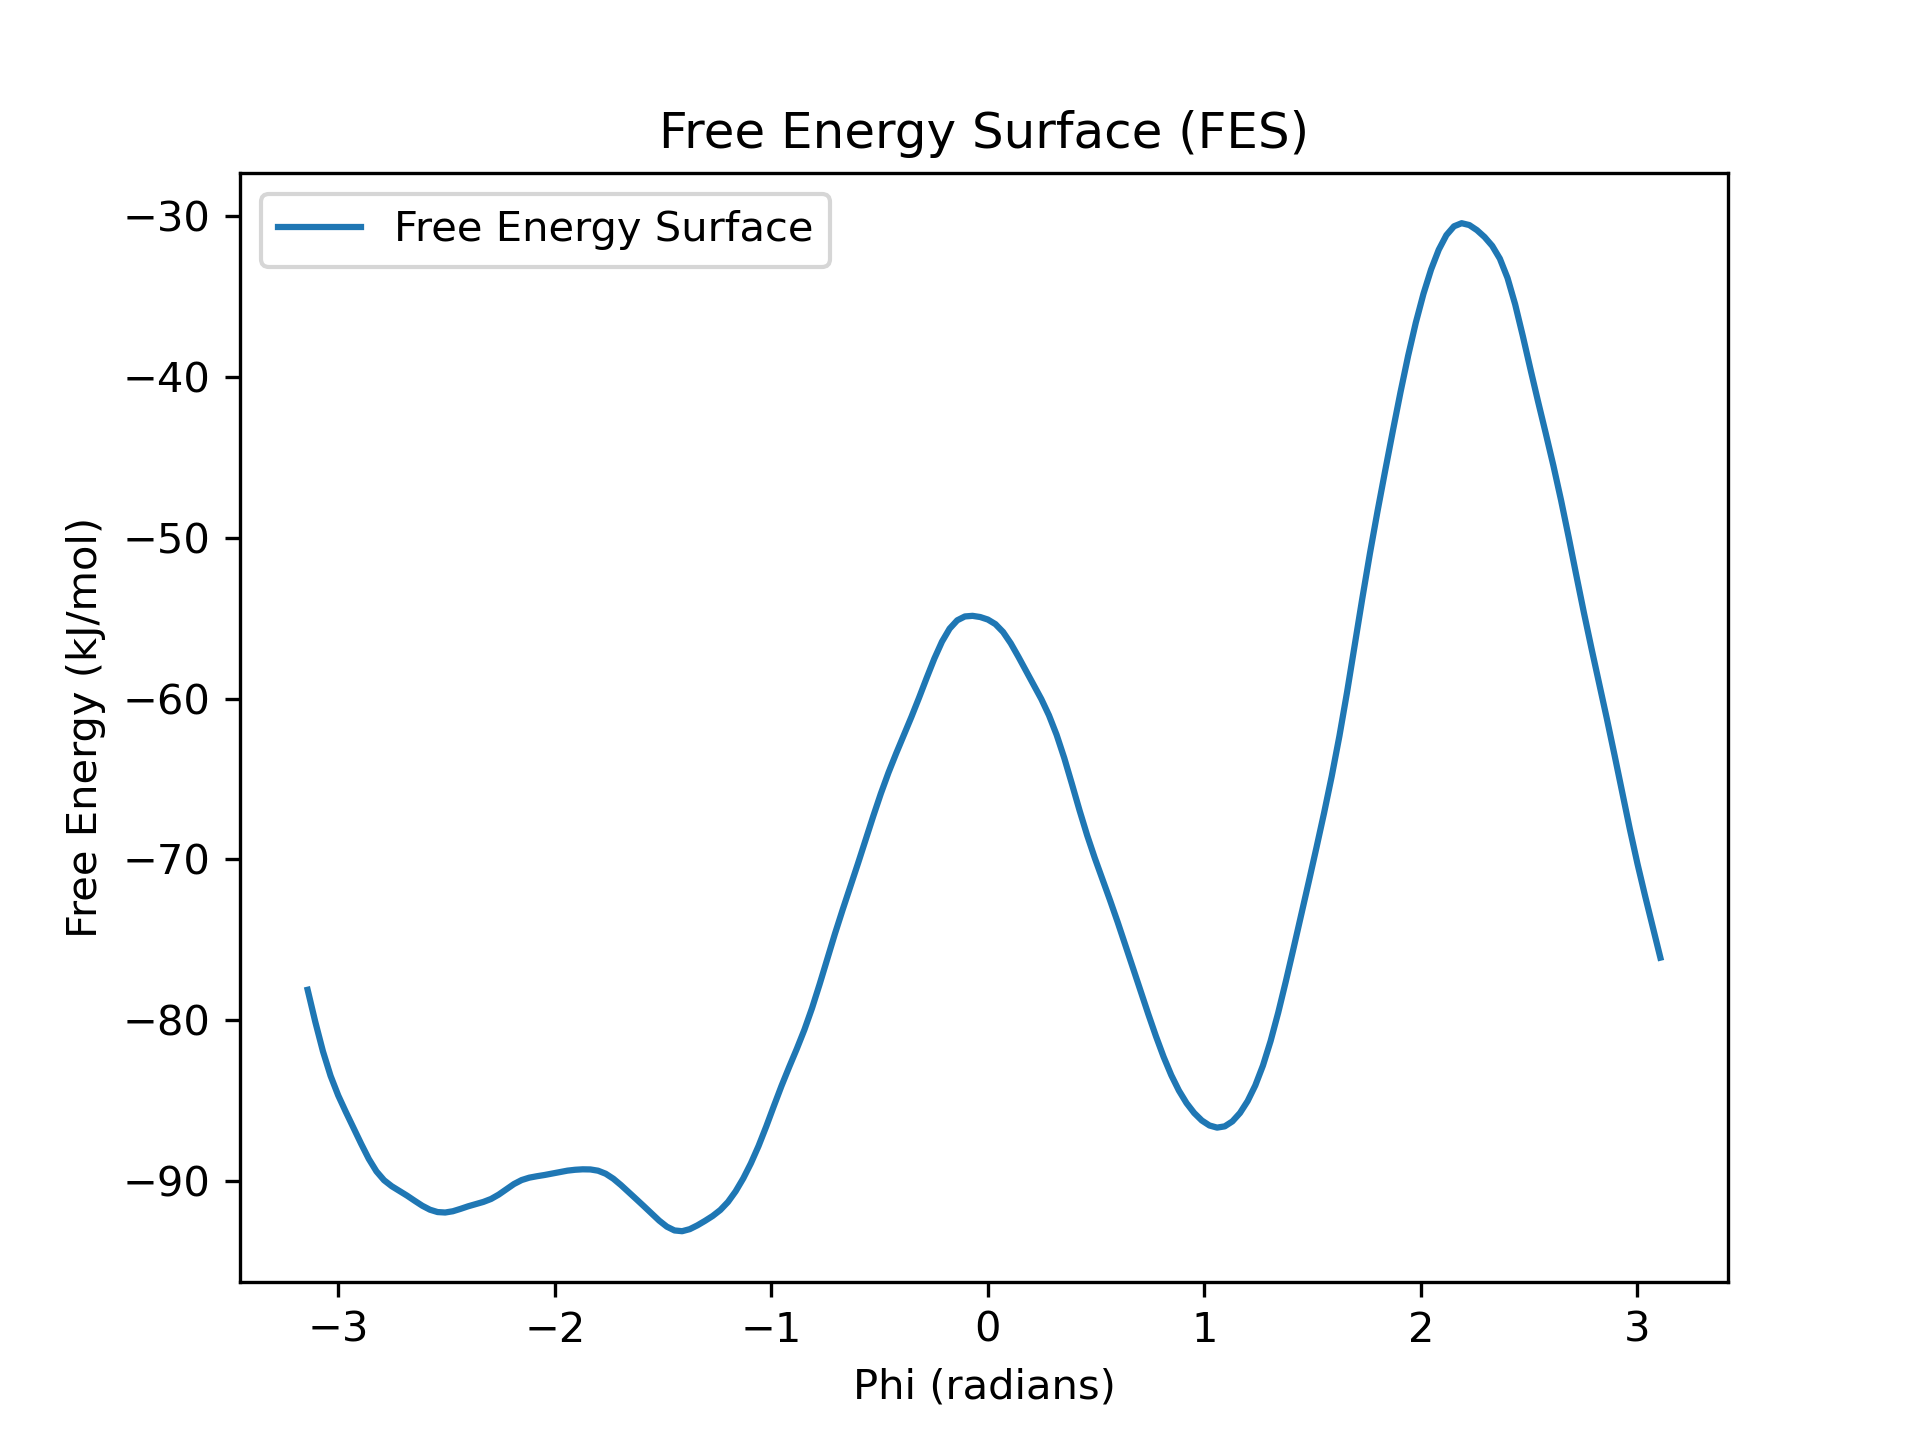 Free Energy Surface (FES)
Free Energy Surface
Free Energy (kJ/mol)
−30
−40
−50
−60
−70
−80
−90
−3 −2 −1 0 1 2 3
Phi (radians)